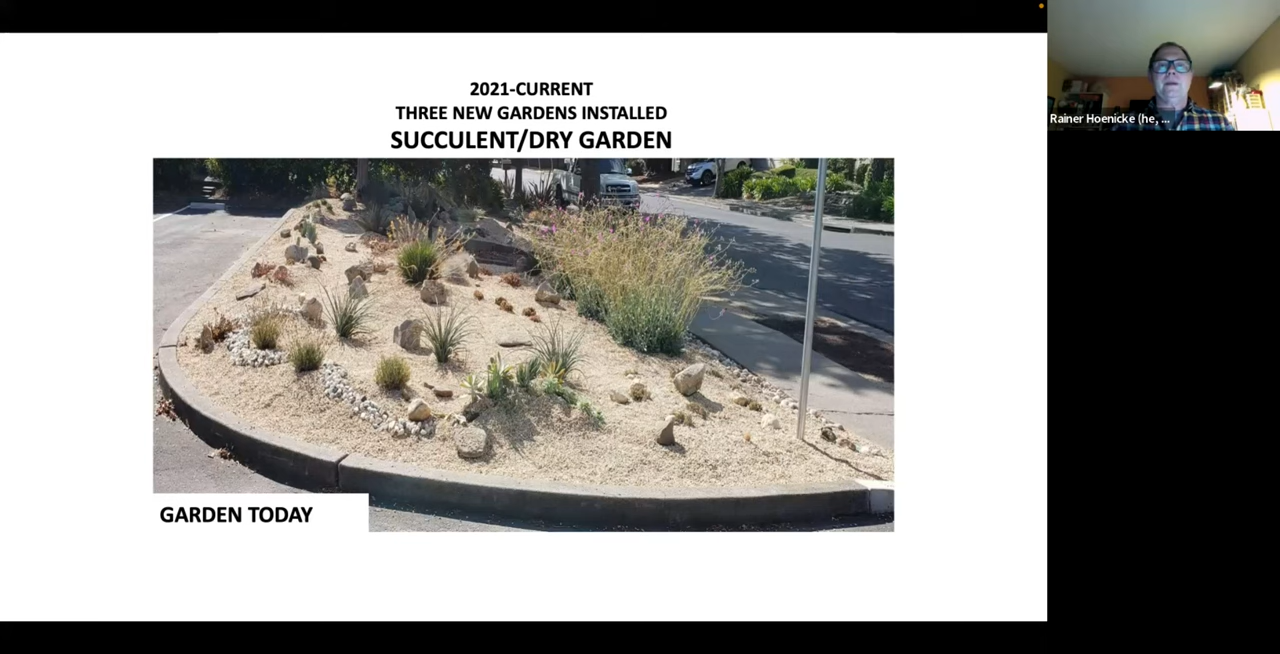 2021-CURRENT
THREE NEW GARDENS INSTALLED
SUCCULENT/DRY GARDEN
GARDEN TODAY
Rainer Hoenicke (he, ...